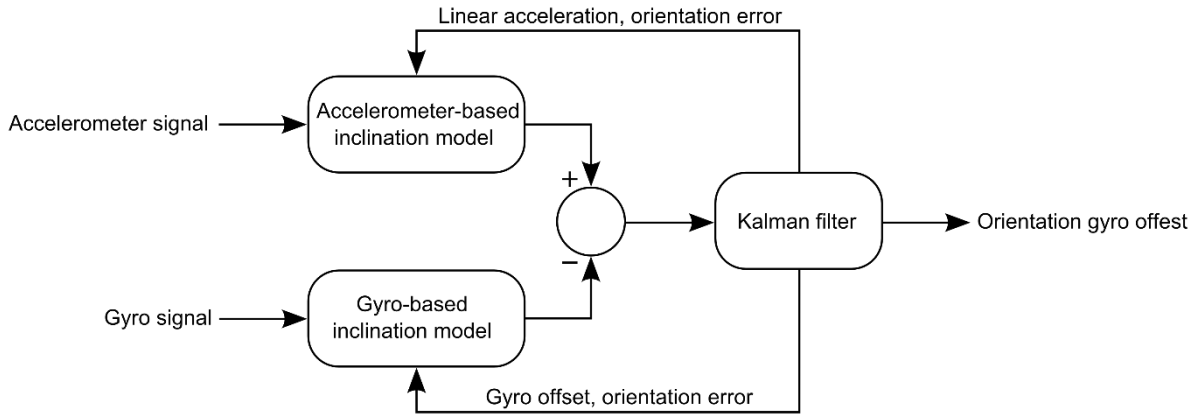 Linear acceleration, orientation error
Accelerometer signal
Accelerometer-based
inclination model
+
Kalman filter
Orientation gyro offest
−
Gyro signal
Gyro-based
inclination model
Gyro offset, orientation error